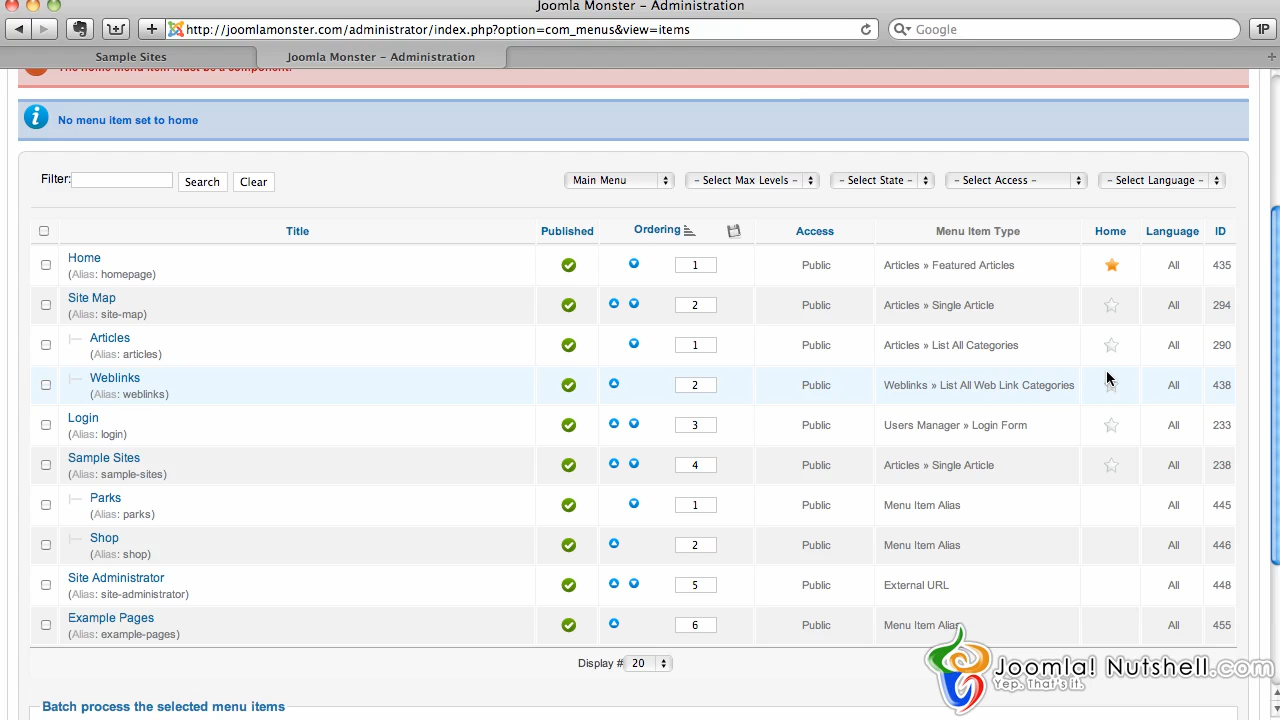 Joomla Monster - Administration
http://joomlamonster.com/administrator/index.php?option=com_menus&view=items
Google
1P
Sample Sites
Joomla Monster - Administration
The home menu item must be a component.
No menu item set to home
Filter: Search Clear Main Menu - Select Max Levels - - Select State - - Select Access - - Select Language -
Title Published Ordering Access Menu Item Type Home Language ID
Home 1 Public Articles » Featured Articles All 435
(Alias: homepage)
Site Map 2 Public Articles » Single Article All 294
(Alias: site-map)
Articles 1 Public Articles » List All Categories All 290
(Alias: articles)
Weblinks 2 Public Weblinks » List All Web Link Categories All 438
(Alias: weblinks)
Login 3 Public Users Manager » Login Form All 233
(Alias: login)
Sample Sites 4 Public Articles » Single Article All 238
(Alias: sample-sites)
Parks 1 Public Menu Item Alias All 445
(Alias: parks)
Shop 2 Public Menu Item Alias All 446
(Alias: shop)
Site Administrator 5 Public External URL All 448
(Alias: site-administrator)
Example Pages 6 Public Menu Item Alias All 455
(Alias: example-pages)
Display # 20
Joomla! Nutshell.com
Yep. That's it.
Batch process the selected menu items